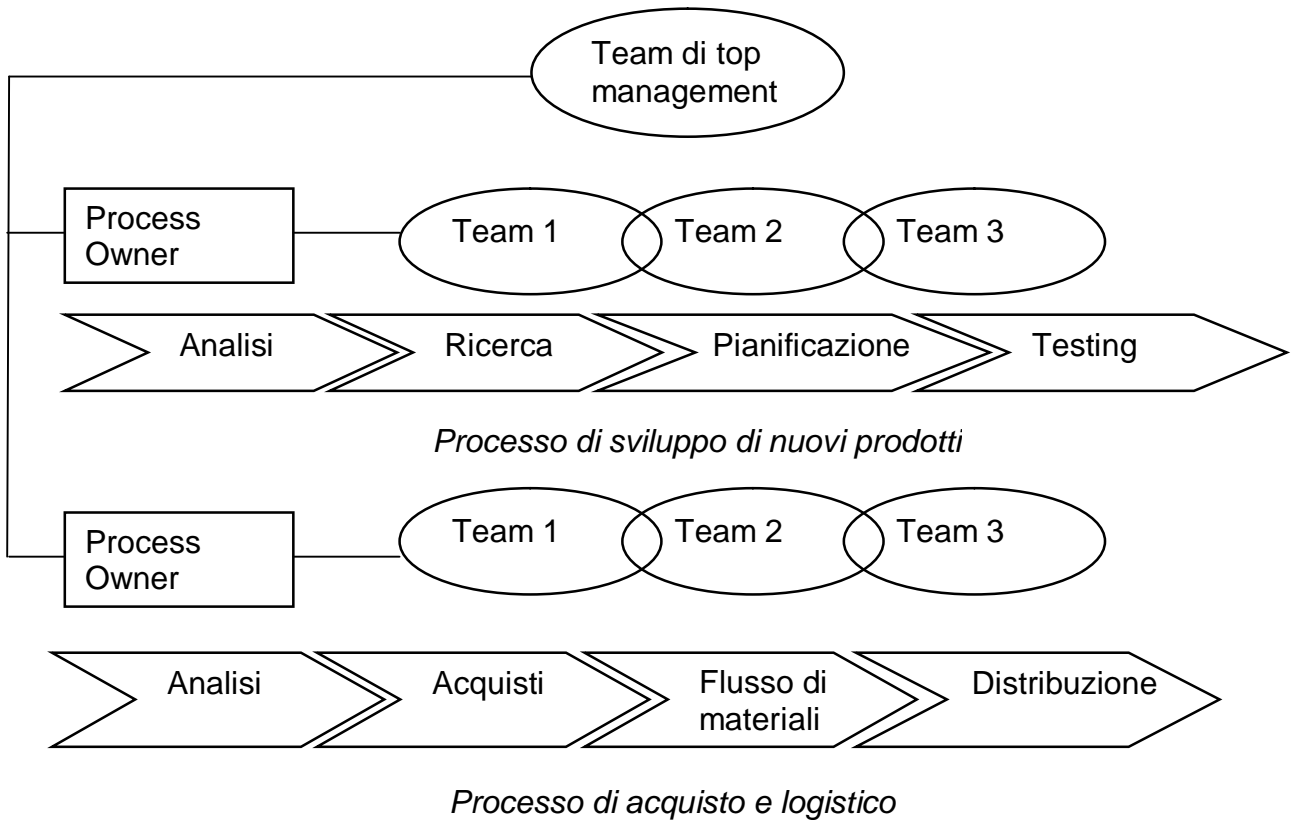 Team di top
management
Process
Owner
Team 1
Team 2
Team 3
Analisi
Ricerca
Pianificazione
Testing
Processo di sviluppo di nuovi prodotti
Process
Owner
Team 1
Team 2
Team 3
Analisi
Acquisti
Flusso di
materiali
Distribuzione
Processo di acquisto e logistico